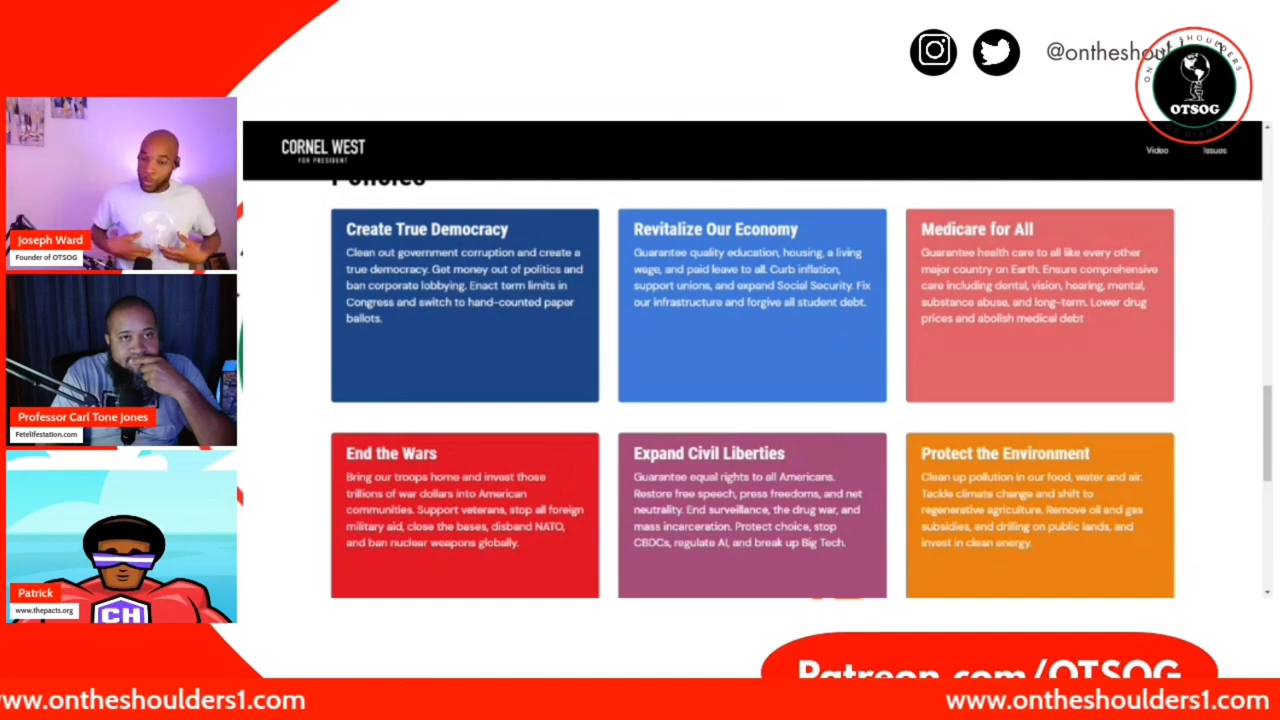 @ontheshoul
ON THE SHOULDERS
OTSOG
OF GIANTS
CORNEL WEST
FOR PRESIDENT
Video
Issues
Policies
Create True Democracy
Clean out government corruption and create a
true democracy. Get money out of politics and
ban corporate lobbying. Enact term limits in
Congress and switch to hand-counted paper
ballots.
Revitalize Our Economy
Guarantee quality education, housing, a living
wage, and paid leave to all. Curb inflation,
support unions, and expand Social Security. Fix
our infrastructure and forgive all student debt.
Medicare for All
Guarantee health care to all like every other
major country on Earth. Ensure comprehensive
care including dental, vision, hearing, mental,
substance abuse, and long-term. Lower drug
prices and abolish medical debt
End the Wars
Bring our troops home and invest those
trillions of war dollars into American
communities. Support veterans, stop all foreign
military aid, close the bases, disband NATO,
and ban nuclear weapons globally.
Expand Civil Liberties
Guarantee equal rights to all Americans.
Restore free speech, press freedoms, and net
neutrality. End surveillance, the drug war, and
mass incarceration. Protect choice, stop
CBDCs, regulate AI, and break up Big Tech.
Protect the Environment
Clean up pollution in our food, water and air.
Tackle climate change and shift to
regenerative agriculture. Remove oil and gas
subsidies, end drilling on public lands, and
invest in clean energy.
Joseph Ward
Founder of OTSOG
Professor Carl Tone Jones
Fetelifestation.com
Patrick
www.thepacts.org
CH
Patreon.com/OTSOG
www.ontheshoulders1.com
www.ontheshoulders1.com